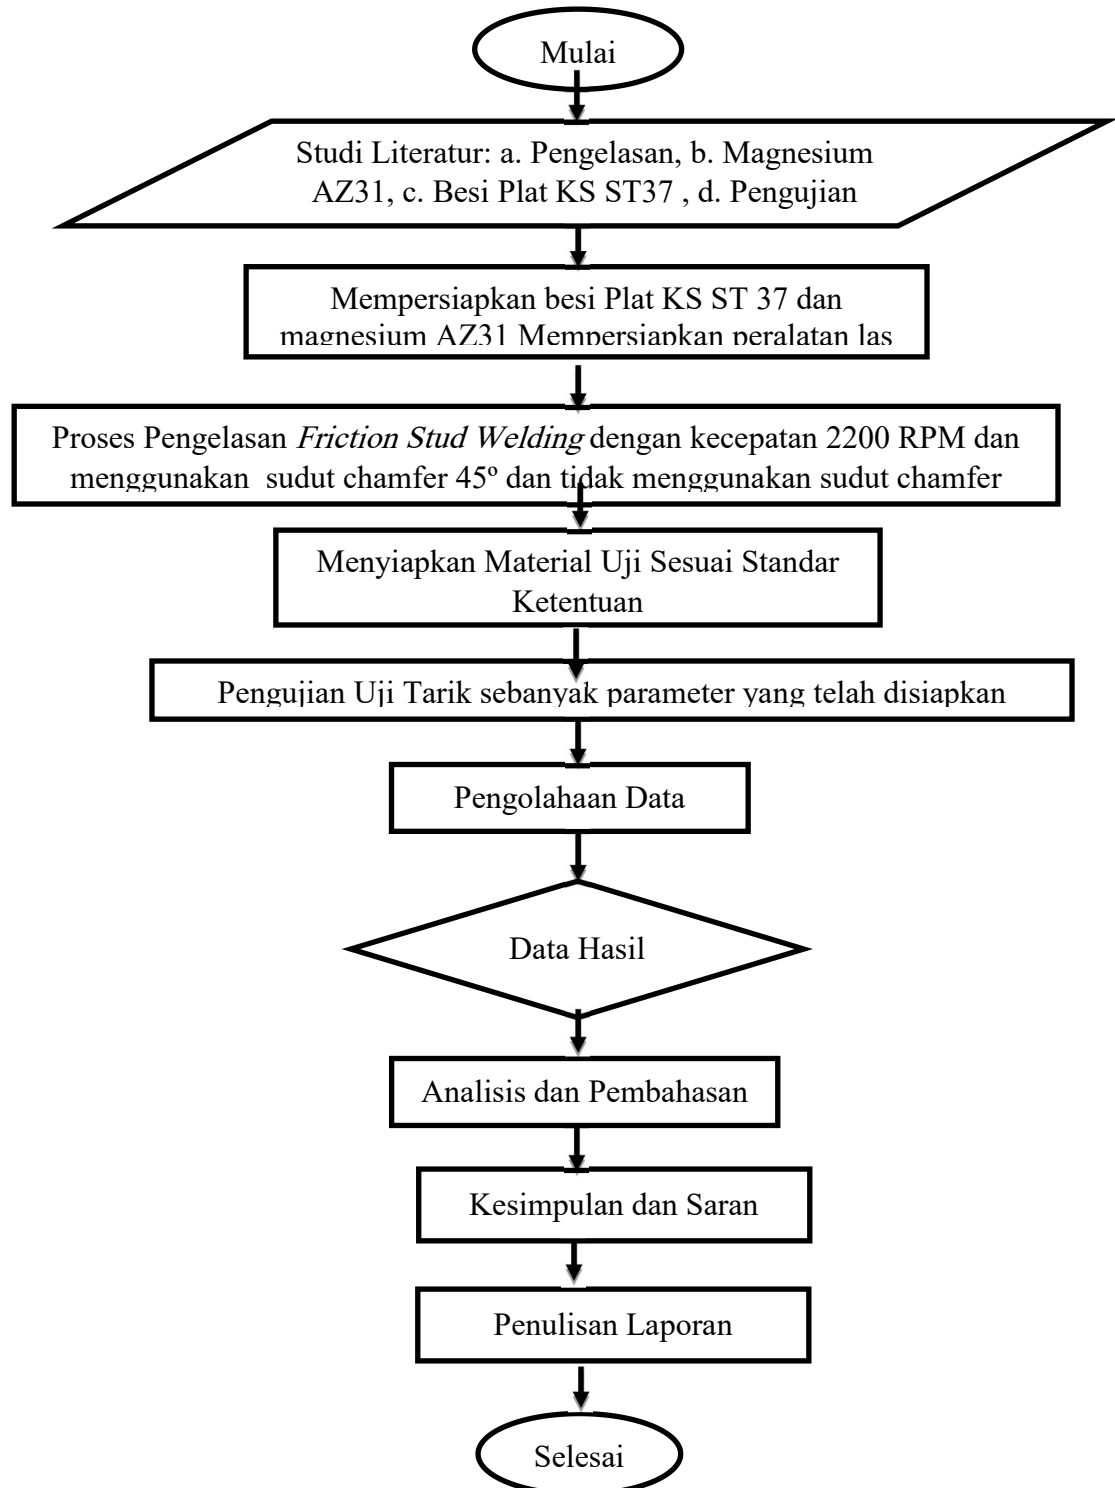 Mulai
Studi Literatur: a. Pengelasan, b. Magnesium
AZ31, c. Besi Plat KS ST37 , d. Pengujian
Mempersiapkan besi Plat KS ST 37 dan
magnesium AZ31 Mempersiapkan peralatan las
Proses Pengelasan Friction Stud Welding dengan kecepatan 2200 RPM dan
menggunakan sudut chamfer 45º dan tidak menggunakan sudut chamfer
Menyiapkan Material Uji Sesuai Standar
Ketentuan
Pengujian Uji Tarik sebanyak parameter yang telah disiapkan
Pengolahaan Data
Data Hasil
Analisis dan Pembahasan
Kesimpulan dan Saran
Penulisan Laporan
Selesai